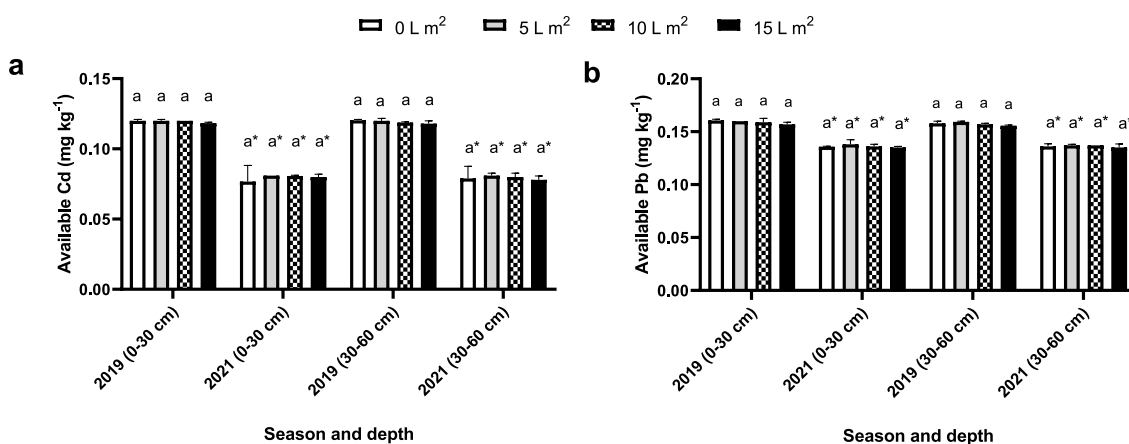 0 L m² 5 L m² 10 L m² 15 L m²
a
Available Cd (mg kg⁻¹)
0.15
0.10
0.05
0.00
a a a a
a* a* a* a*
a a a a
a* a* a* a*
2019 (0-30 cm)
2021 (0-30 cm)
2019 (30-60 cm)
2021 (30-60 cm)
Season and depth
b
Available Pb (mg kg⁻¹)
0.20
0.15
0.10
0.05
0.00
a a a a
a* a* a* a*
a a a a
a* a* a* a*
2019 (0-30 cm)
2021 (0-30 cm)
2019 (30-60 cm)
2021 (30-60 cm)
Season and depth